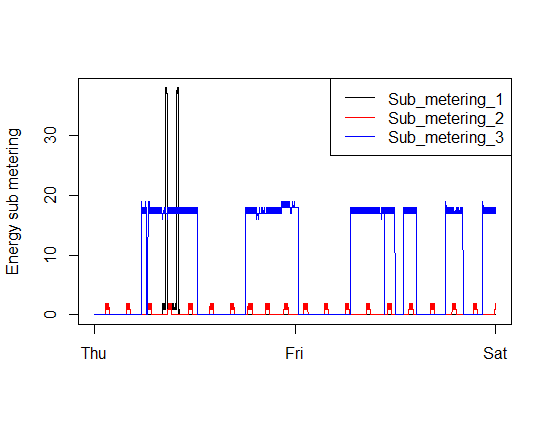 Energy sub metering
30
20
10
0
Sub_metering_1
Sub_metering_2
Sub_metering_3
Thu
Fri
Sat